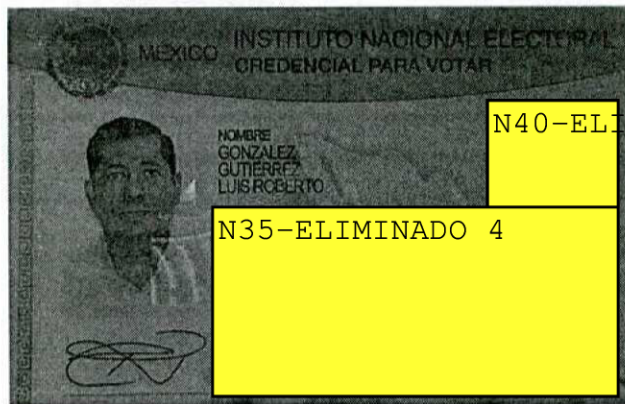 MEXICO
INSTITUTO NACIONAL ELECTORAL
CREDENCIAL PARA VOTAR
N40-ELI
NOMBRE
GONZALEZ
GUTIERREZ
LUIS ROBERTO
N35-ELIMINADO 4